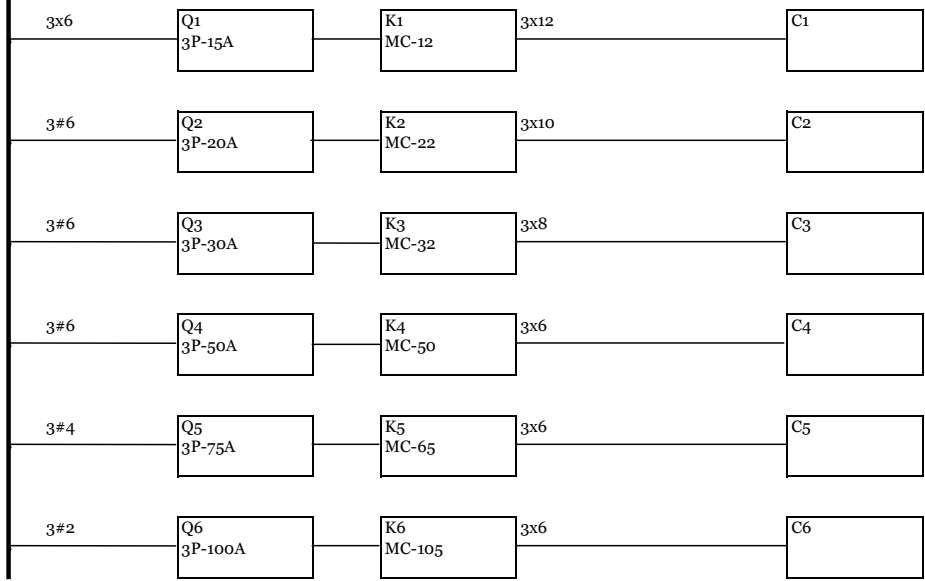 3x6
Q1
3P-15A
K1
MC-12
3x12
C1
3#6
Q2
3P-20A
K2
MC-22
3x10
C2
3#6
Q3
3P-30A
K3
MC-32
3x8
C3
3#6
Q4
3P-50A
K4
MC-50
3x6
C4
3#4
Q5
3P-75A
K5
MC-65
3x6
C5
3#2
Q6
3P-100A
K6
MC-105
3x6
C6